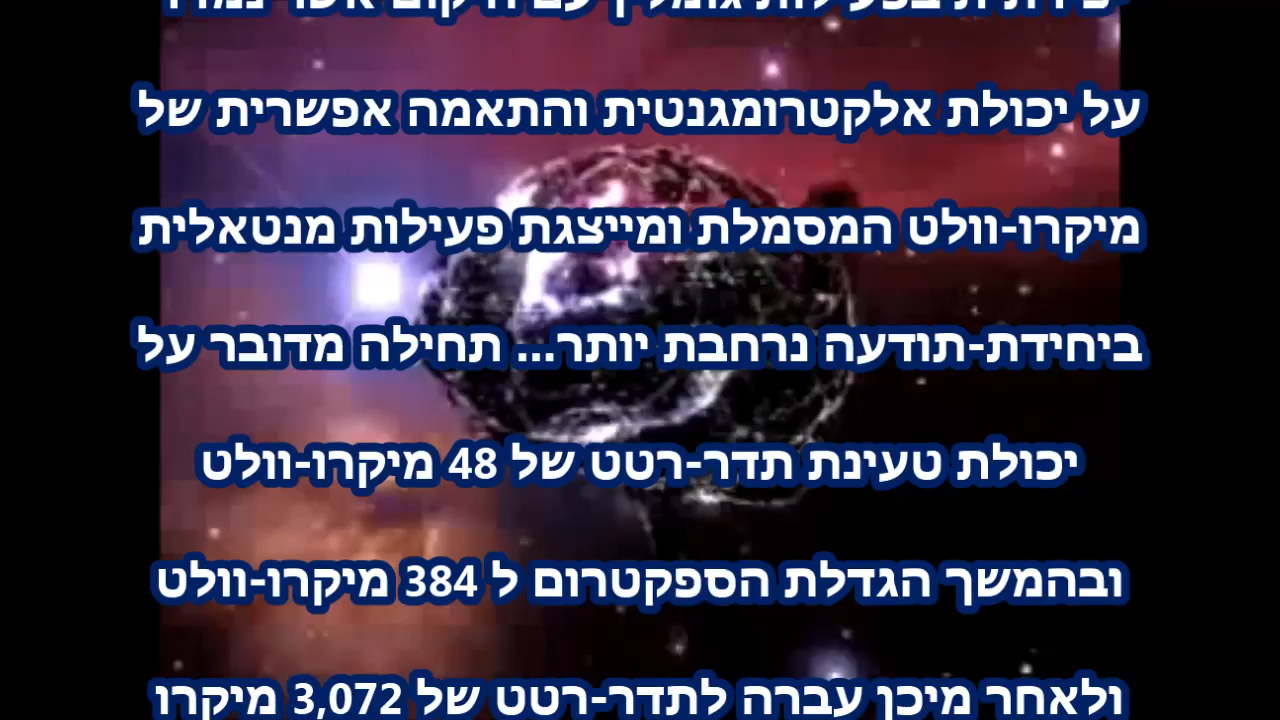 על יכולת אלקטרומגנטית והתאמה אפשרית של
מיקרו-וולט המסמלת ומייצגת פעילות מנטאלית
ביחידת-תודעה נרחבת יותר... תחילה מדובר על
יכולת טעינת תדר-רטט של 48 מיקרו-וולט
ובהמשך הגדלת הספקטרום ל 384 מיקרו-וולט
ולאחר מיכן עברה לתדר-רטט של 3,072 מיקרו